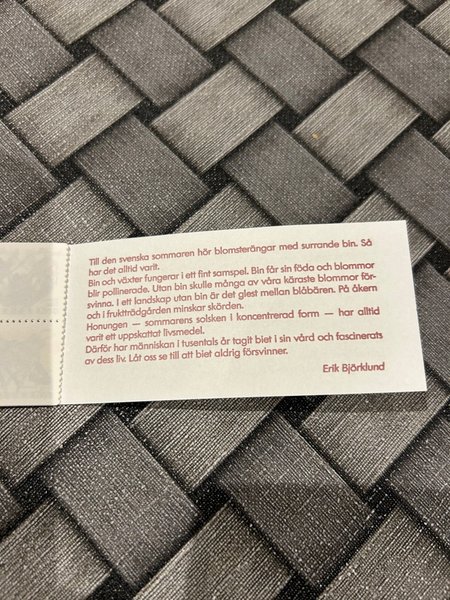 Till den svenska sommaren hör blomsterängar med surrande bin. Så
har det alltid varit.
Bin och växter fungerar i ett fint samspel. Bin får sin föda och blommor
blir pollinerade. Utan bin skulle många av våra käraste blommor för-
svinna. I ett landskap utan bin är det glest mellan blåbären. På åkern
och i fruktträdgården minskar skörden.
Honungen — sommarens solsken i koncentrerad form — har alltid
varit ett uppskattat livsmedel.
Därför har människan i tusentals år tagit biet i sin vård och fascinerats
av dess liv. Låt oss se till att biet aldrig försvinner.
Erik Björklund